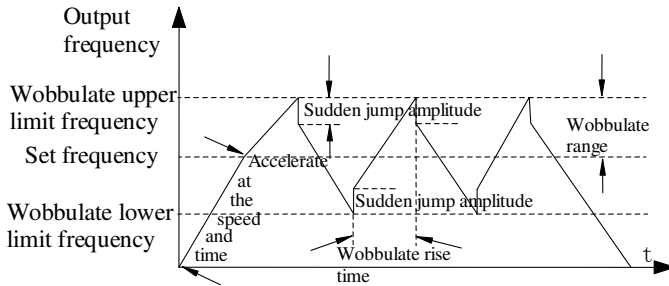 Output
frequency
Wobbulate upper
limit frequency
Sudden jump amplitude
Wobbulate
range
Set frequency
Accelerate
at
the
speed
and
time
Sudden jump amplitude
Wobbulate lower
limit frequency
Wobbulate rise
time
t